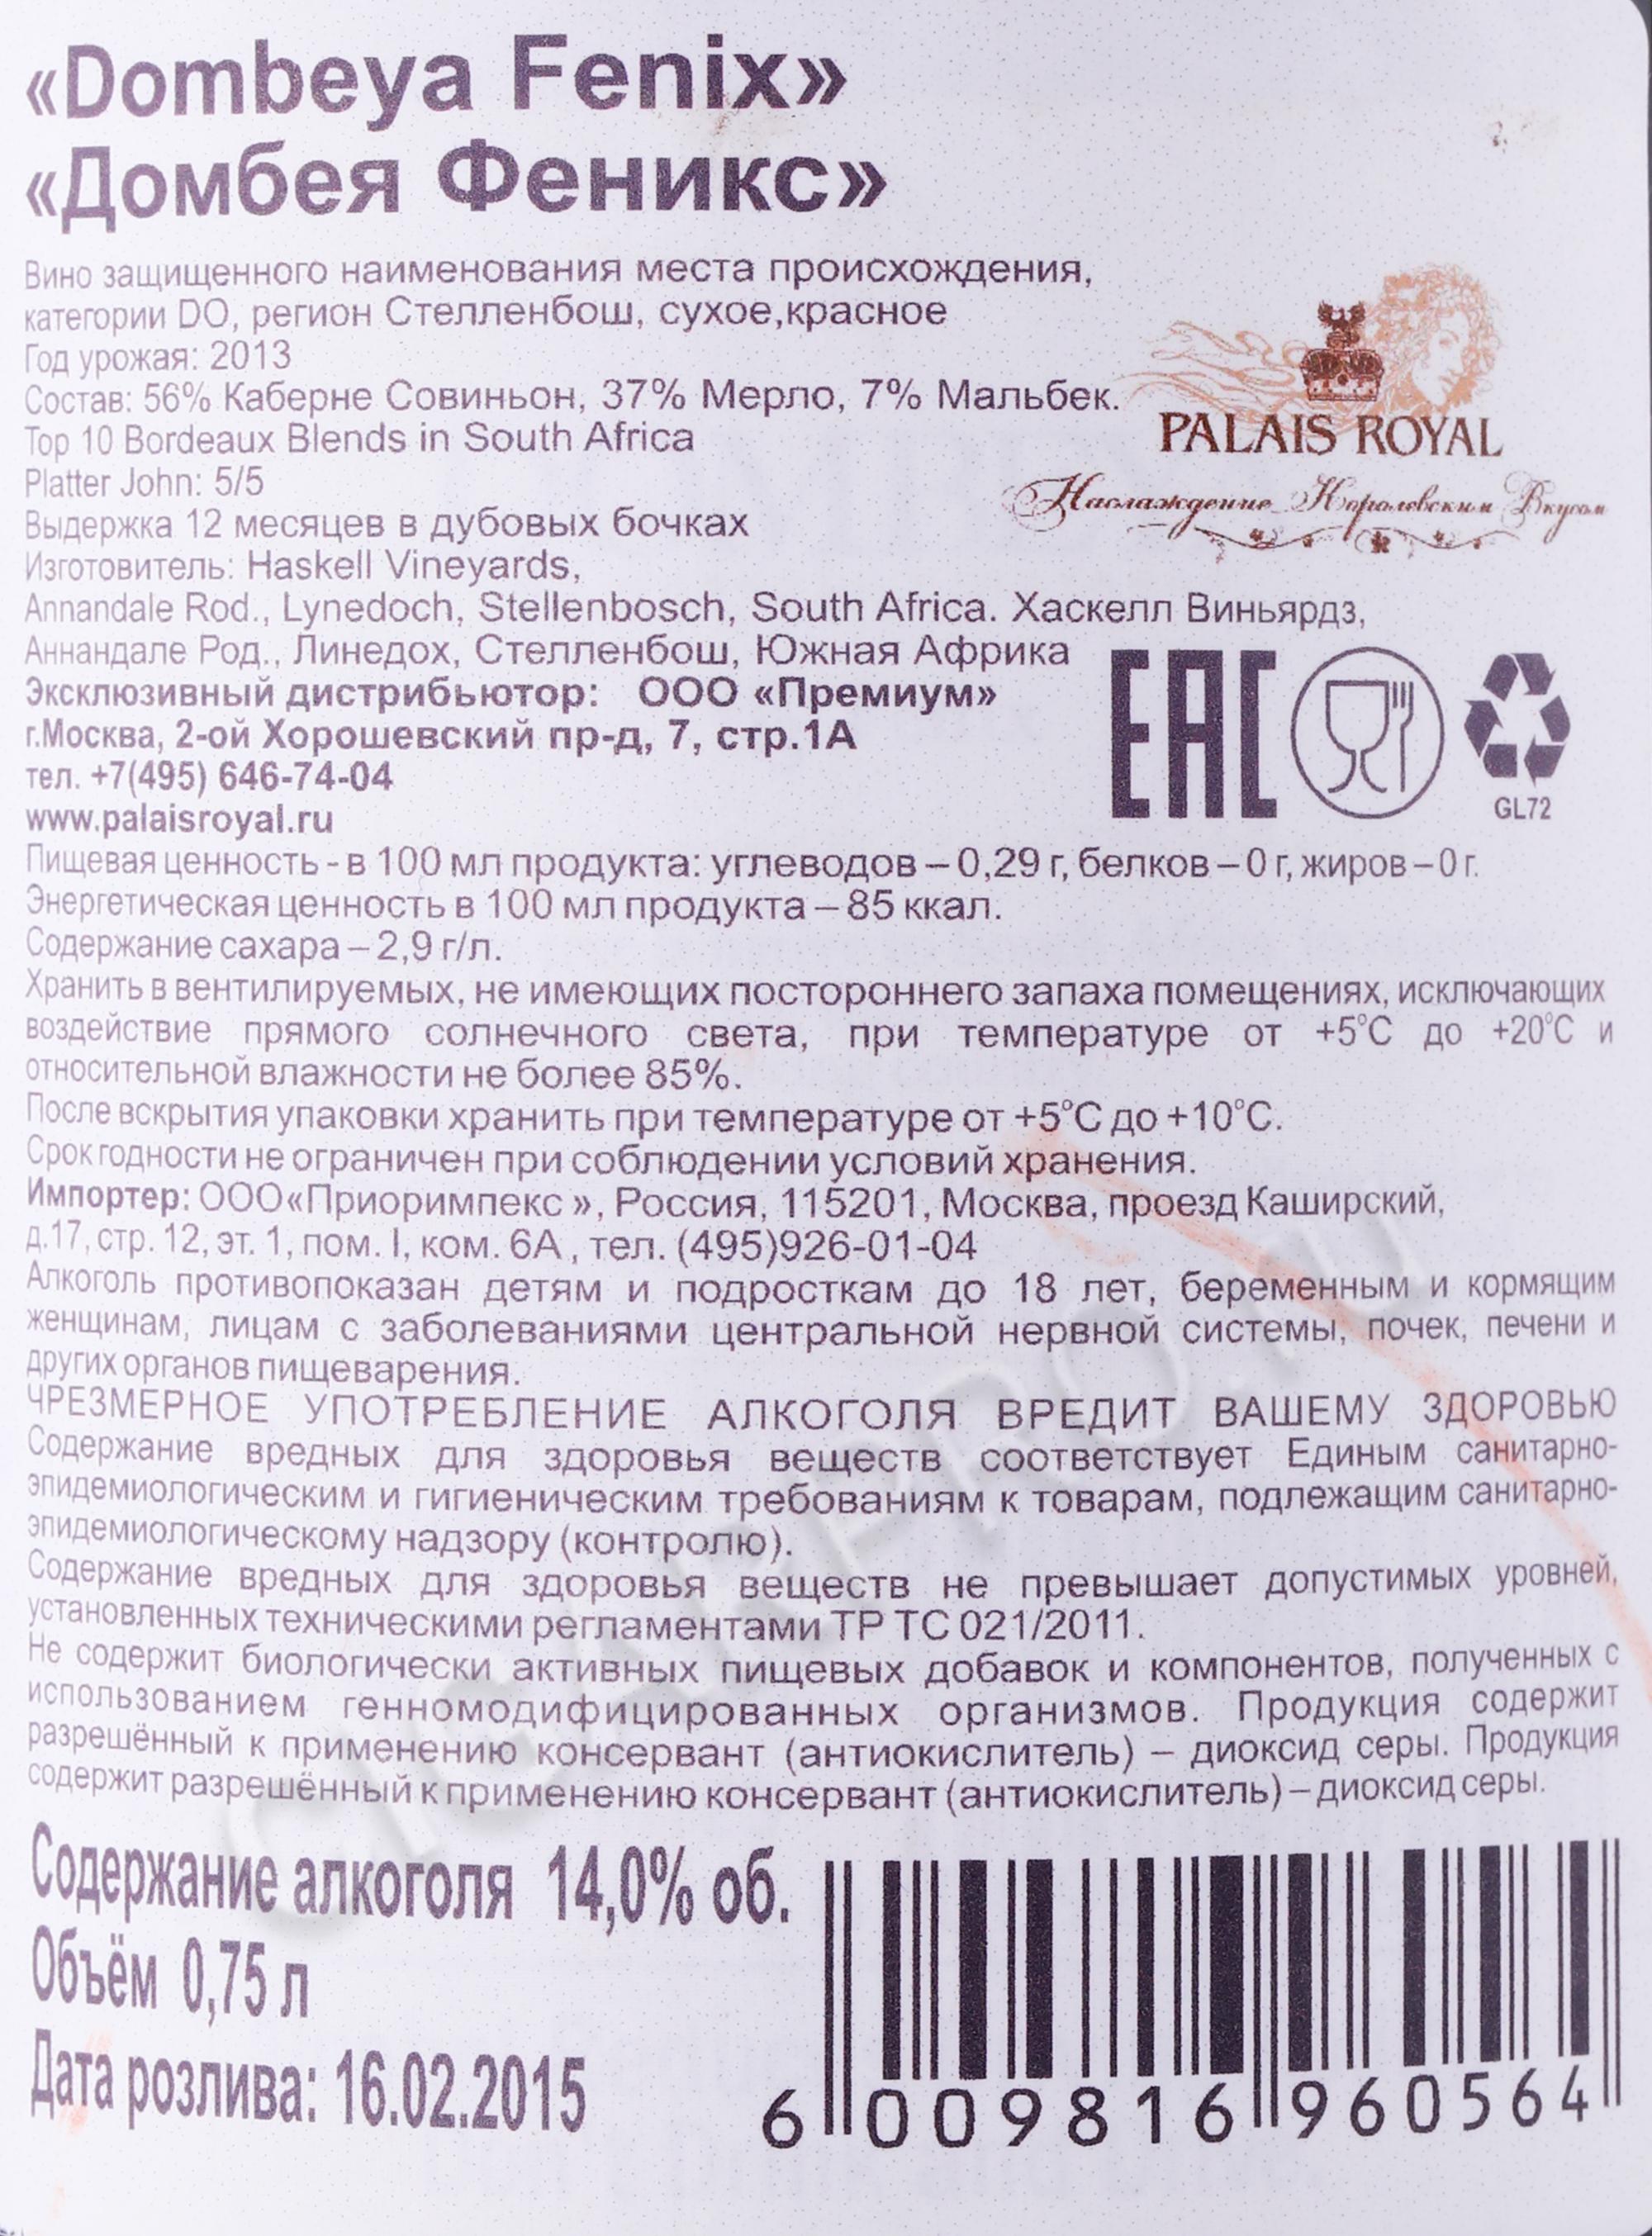 «Dombeya Fenix»
«Домбея Феникс»
Вино защищенного наименования места происхождения,
категории DO, регион Стелленбош, сухое,красное
Год урожая: 2013
Состав: 56% Каберне Совиньон, 37% Мерло, 7% Мальбек.
Top 10 Bordeaux Blends in South Africa
Platter John: 5/5
Выдержка 12 месяцев в дубовых бочках
Изготовитель: Haskell Vineyards,
Annandale Rod., Lynedoch, Stellenbosch, South Africa. Хаскелл Виньярдз,
Аннандале Род., Линедох, Стелленбош, Южная Африка
PALAIS ROYAL
Наслаждение Королевским Вкусом
Эксклюзивный дистрибьютор: ООО «Премиум»
г.Москва, 2-ой Хорошевский пр-д, 7, стр.1А
тел. +7(495) 646-74-04
www.palaisroyal.ru
EAC
GL72
Пищевая ценность - в 100 мл продукта: углеводов – 0,29 г, белков – 0 г, жиров – 0 г.
Энергетическая ценность в 100 мл продукта – 85 ккал.
Содержание сахара – 2,9 г/л.
Хранить в вентилируемых, не имеющих постороннего запаха помещениях, исключающих
воздействие прямого солнечного света, при температуре от +5°С до +20°С и
относительной влажности не более 85%.
После вскрытия упаковки хранить при температуре от +5°С до +10°С.
Срок годности не ограничен при соблюдении условий хранения.
Импортер: ООО«Приоримпекс », Россия, 115201, Москва, проезд Каширский,
д.17, стр. 12, эт. 1, пом. I, ком. 6А , тел. (495)926-01-04
Алкоголь противопоказан детям и подросткам до 18 лет, беременным и кормящим
женщинам, лицам с заболеваниями центральной нервной системы, почек, печени и
других органов пищеварения.
ЧРЕЗМЕРНОЕ УПОТРЕБЛЕНИЕ АЛКОГОЛЯ ВРЕДИТ ВАШЕМУ ЗДОРОВЬЮ
Содержание вредных для здоровья веществ соответствует Единым санитарно-
эпидемиологическим и гигиеническим требованиям к товарам, подлежащим санитарно-
эпидемиологическому надзору (контролю).
Содержание вредных для здоровья веществ не превышает допустимых уровней,
установленных техническими регламентами ТР ТС 021/2011.
Не содержит биологически активных пищевых добавок и компонентов, полученных с
использованием генномодифицированных организмов. Продукция содержит
разрешённый к применению консервант (антиокислитель) – диоксид серы. Продукция
содержит разрешённый к применению консервант (антиокислитель) – диоксид серы.
Содержание алкоголя 14,0% об.
Объём 0,75 л
Дата розлива: 16.02.2015
6 009816 960564
CIGARPRO.ru